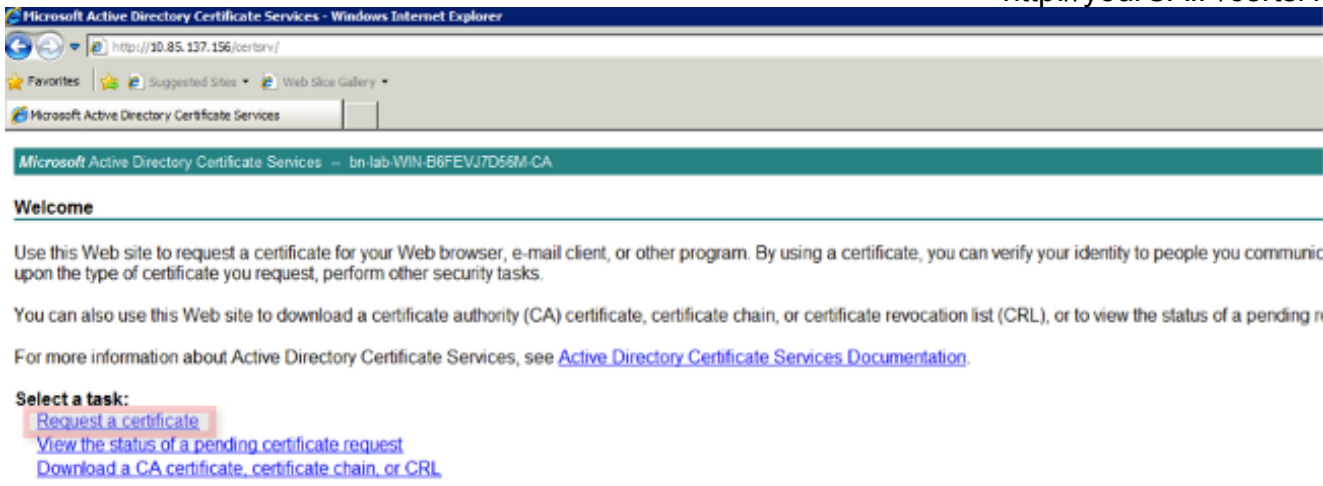 Microsoft Active Directory Certificate Services - Windows Internet Explorer
http://10.85.137.156/certsrv/
Favorites Suggested Sites Web Slice Gallery
Microsoft Active Directory Certificate Services
Microsoft Active Directory Certificate Services -- bn-lab-WIN-B6FEVJ7D56M-CA
Welcome
Use this Web site to request a certificate for your Web browser, e-mail client, or other program. By using a certificate, you can verify your identity to people you communic
upon the type of certificate you request, perform other security tasks.
You can also use this Web site to download a certificate authority (CA) certificate, certificate chain, or certificate revocation list (CRL), or to view the status of a pending r
For more information about Active Directory Certificate Services, see Active Directory Certificate Services Documentation.
Select a task:
Request a certificate
View the status of a pending certificate request
Download a CA certificate, certificate chain, or CRL